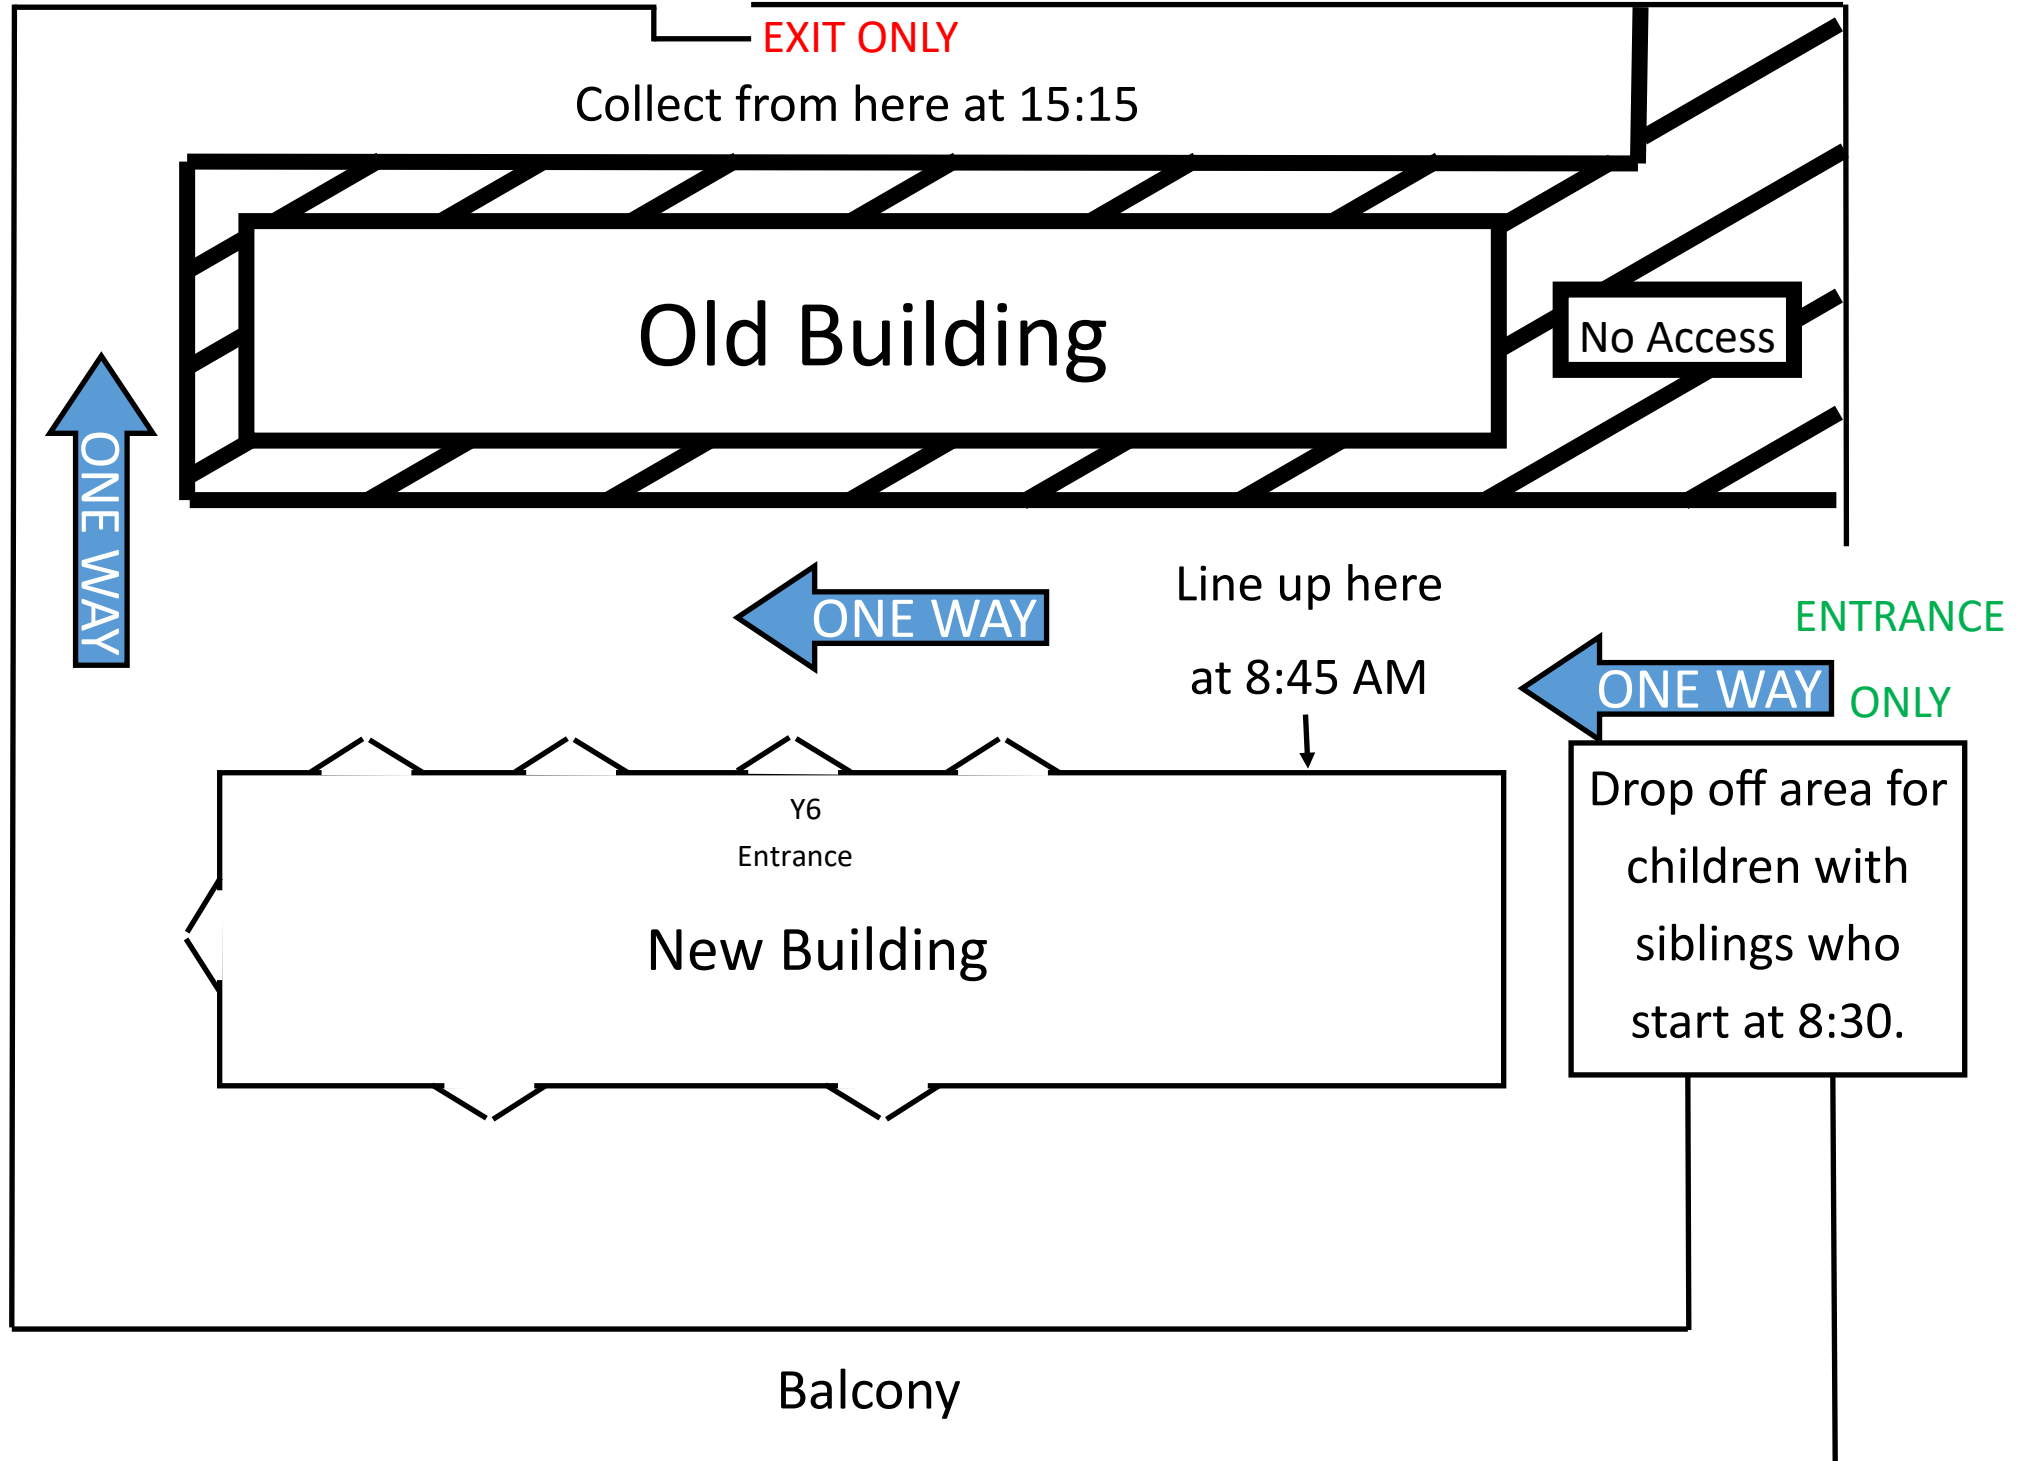 EXIT ONLY
Collect from here at 15:15
Old Building
No Access
ONE WAY
ONE WAY
Line up here
at 8:45 AM
ENTRANCE
ONE WAY
ONLY
Drop off area for
children with
siblings who
start at 8:30.
Y6
Entrance
New Building
Balcony